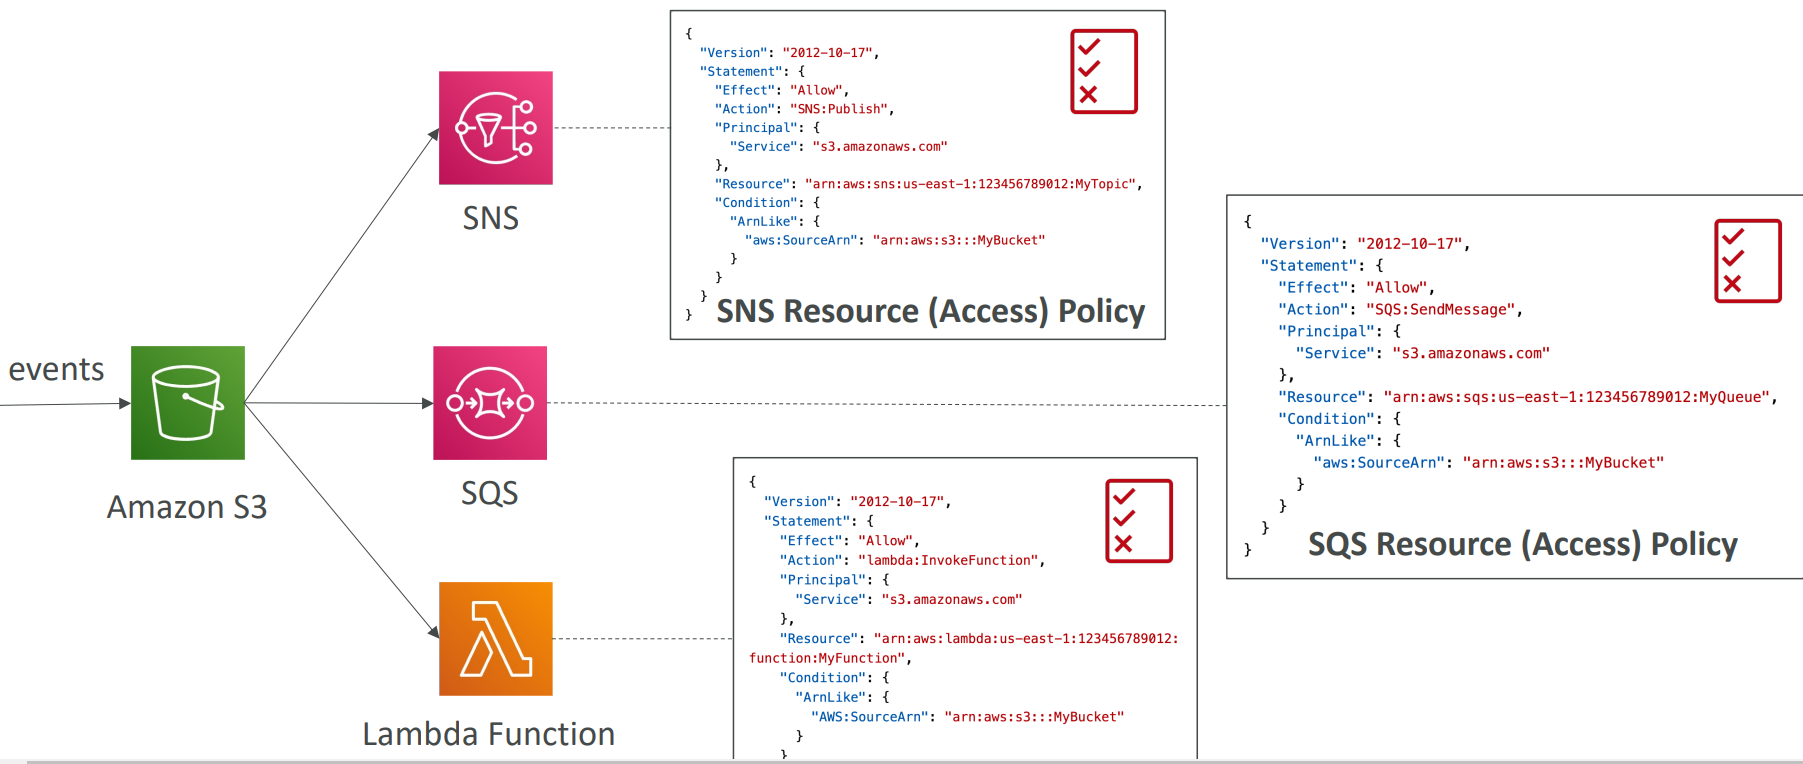 events
Amazon S3
SNS
SQS
Lambda Function
{
"Version": "2012-10-17",
"Statement": {
"Effect": "Allow",
"Action": "SNS:Publish",
"Principal": {
"Service": "s3.amazonaws.com"
},
"Resource": "arn:aws:sns:us-east-1:123456789012:MyTopic",
"Condition": {
"ArnLike": {
"aws:SourceArn": "arn:aws:s3:::MyBucket"
}
}
}
}
SNS Resource (Access) Policy
{
"Version": "2012-10-17",
"Statement": {
"Effect": "Allow",
"Action": "SQS:SendMessage",
"Principal": {
"Service": "s3.amazonaws.com"
},
"Resource": "arn:aws:sqs:us-east-1:123456789012:MyQueue",
"Condition": {
"ArnLike": {
"aws:SourceArn": "arn:aws:s3:::MyBucket"
}
}
}
}
SQS Resource (Access) Policy
{
"Version": "2012-10-17",
"Statement": {
"Effect": "Allow",
"Action": "lambda:InvokeFunction",
"Principal": {
"Service": "s3.amazonaws.com"
},
"Resource": "arn:aws:lambda:us-east-1:123456789012:
function:MyFunction",
"Condition": {
"ArnLike": {
"AWS:SourceArn": "arn:aws:s3:::MyBucket"
}
}